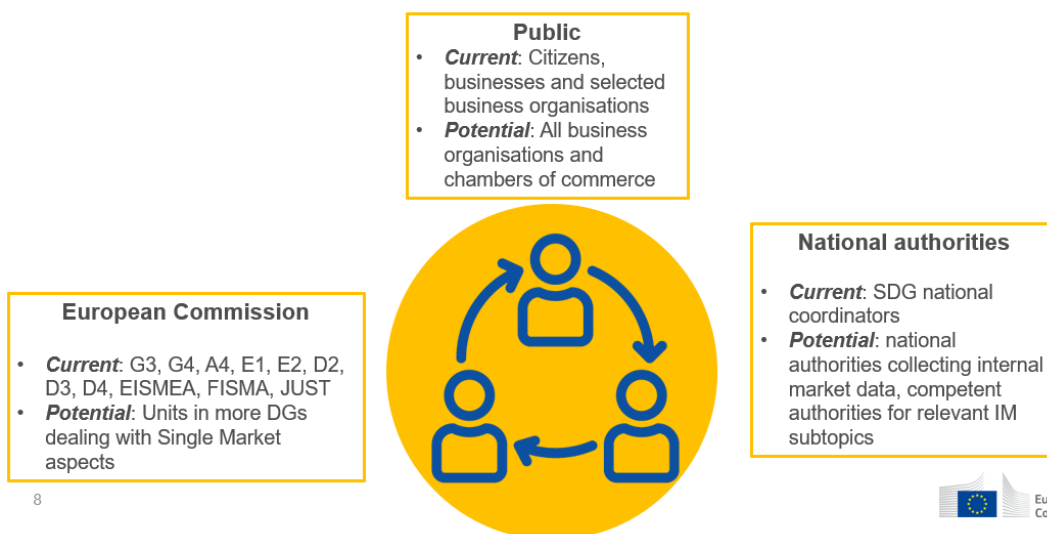 Public
• Current: Citizens,
businesses and selected
business organisations
• Potential: All business
organisations and
chambers of commerce
National authorities
• Current: SDG national
coordinators
• Potential: national
authorities collecting internal
market data, competent
authorities for relevant IM
subtopics
European Commission
• Current: G3, G4, A4, E1, E2, D2,
D3, D4, EISMEA, FISMA, JUST
• Potential: Units in more DGs
dealing with Single Market
aspects
8